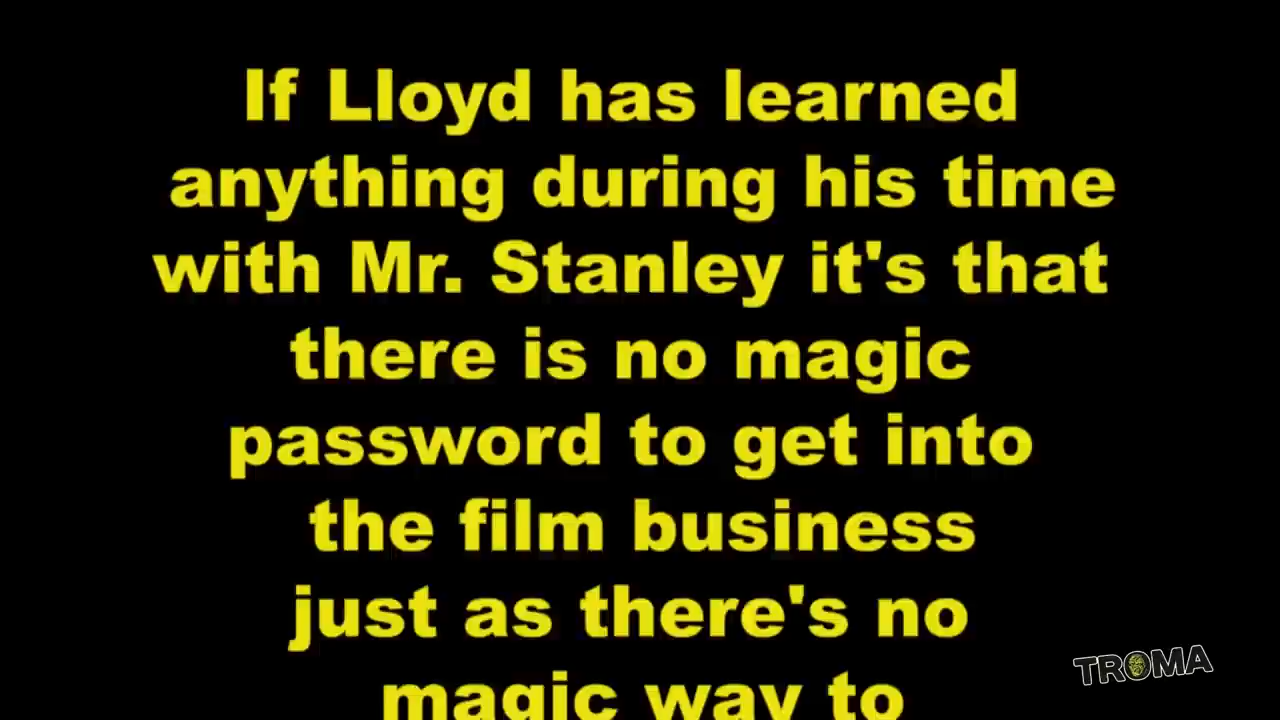 If Lloyd has learned
anything during his time
with Mr. Stanley it's that
there is no magic
password to get into
the film business
just as there's no
magic way to
TROMA